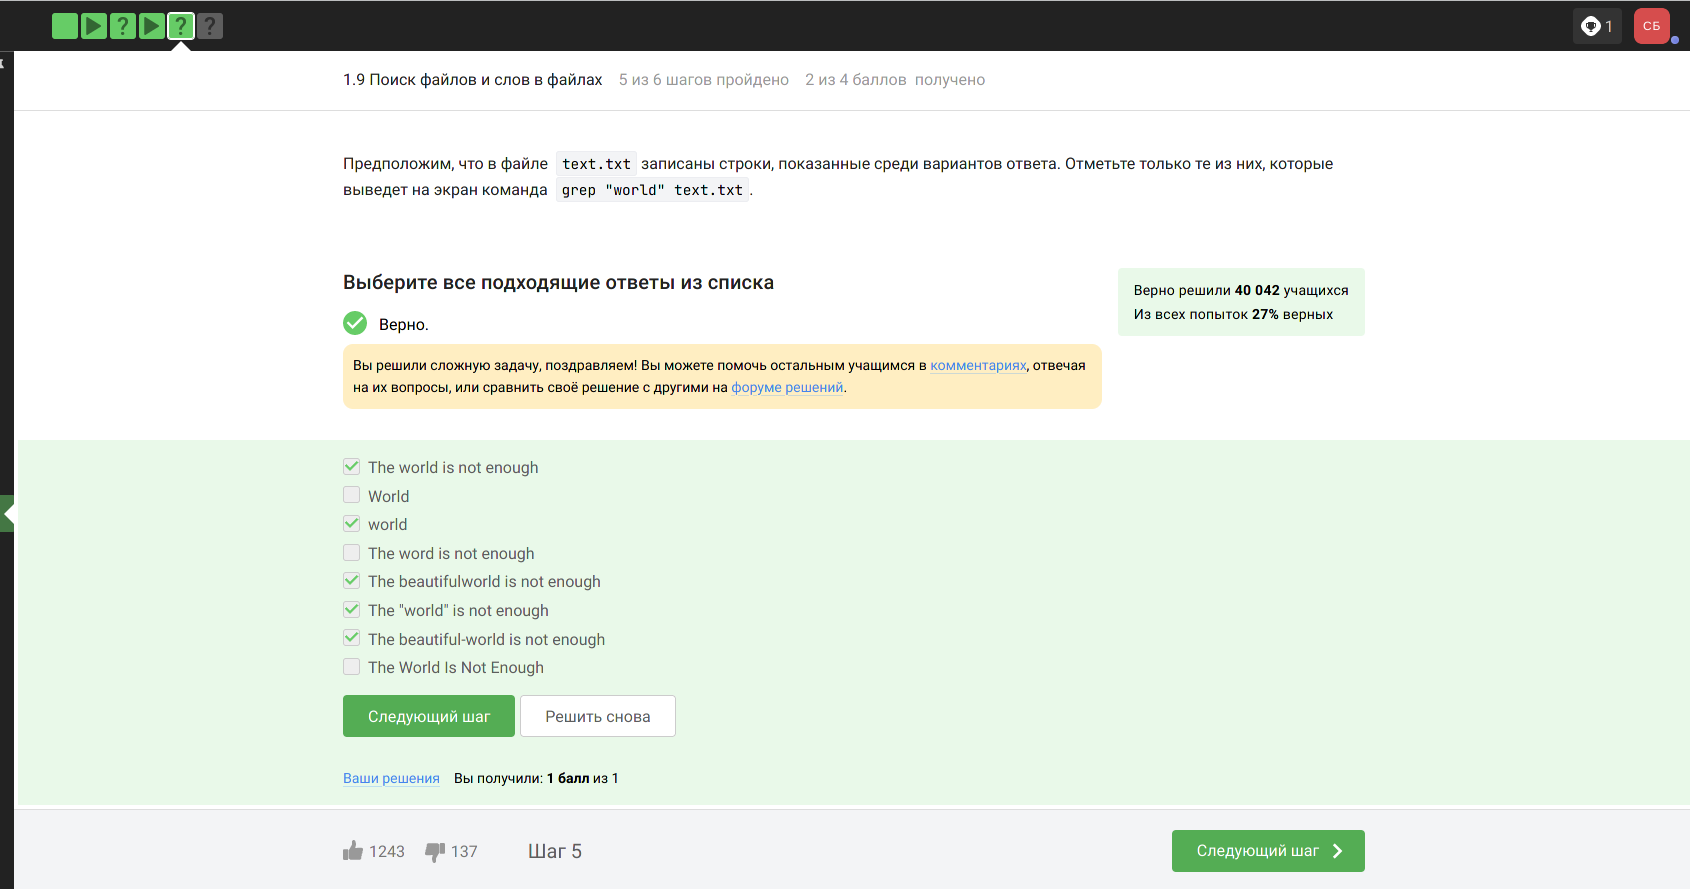 ? ? ?
1
СБ
1.9 Поиск файлов и слов в файлах 5 из 6 шагов пройдено 2 из 4 баллов получено
Предположим, что в файле text.txt записаны строки, показанные среди вариантов ответа. Отметьте только те из них, которые
выведет на экран команда grep "world" text.txt.
Выберите все подходящие ответы из списка
Верно.
Верно решили 40 042 учащихся
Из всех попыток 27% верных
Вы решили сложную задачу, поздравляем! Вы можете помочь остальным учащимся в комментариях, отвечая
на их вопросы, или сравнить своё решение с другими на форуме решений.
The world is not enough
World
world
The word is not enough
The beautifulworld is not enough
The "world" is not enough
The beautiful-world is not enough
The World Is Not Enough
Следующий шаг
Решить снова
Ваши решения Вы получили: 1 балл из 1
1243 137 Шаг 5
Следующий шаг